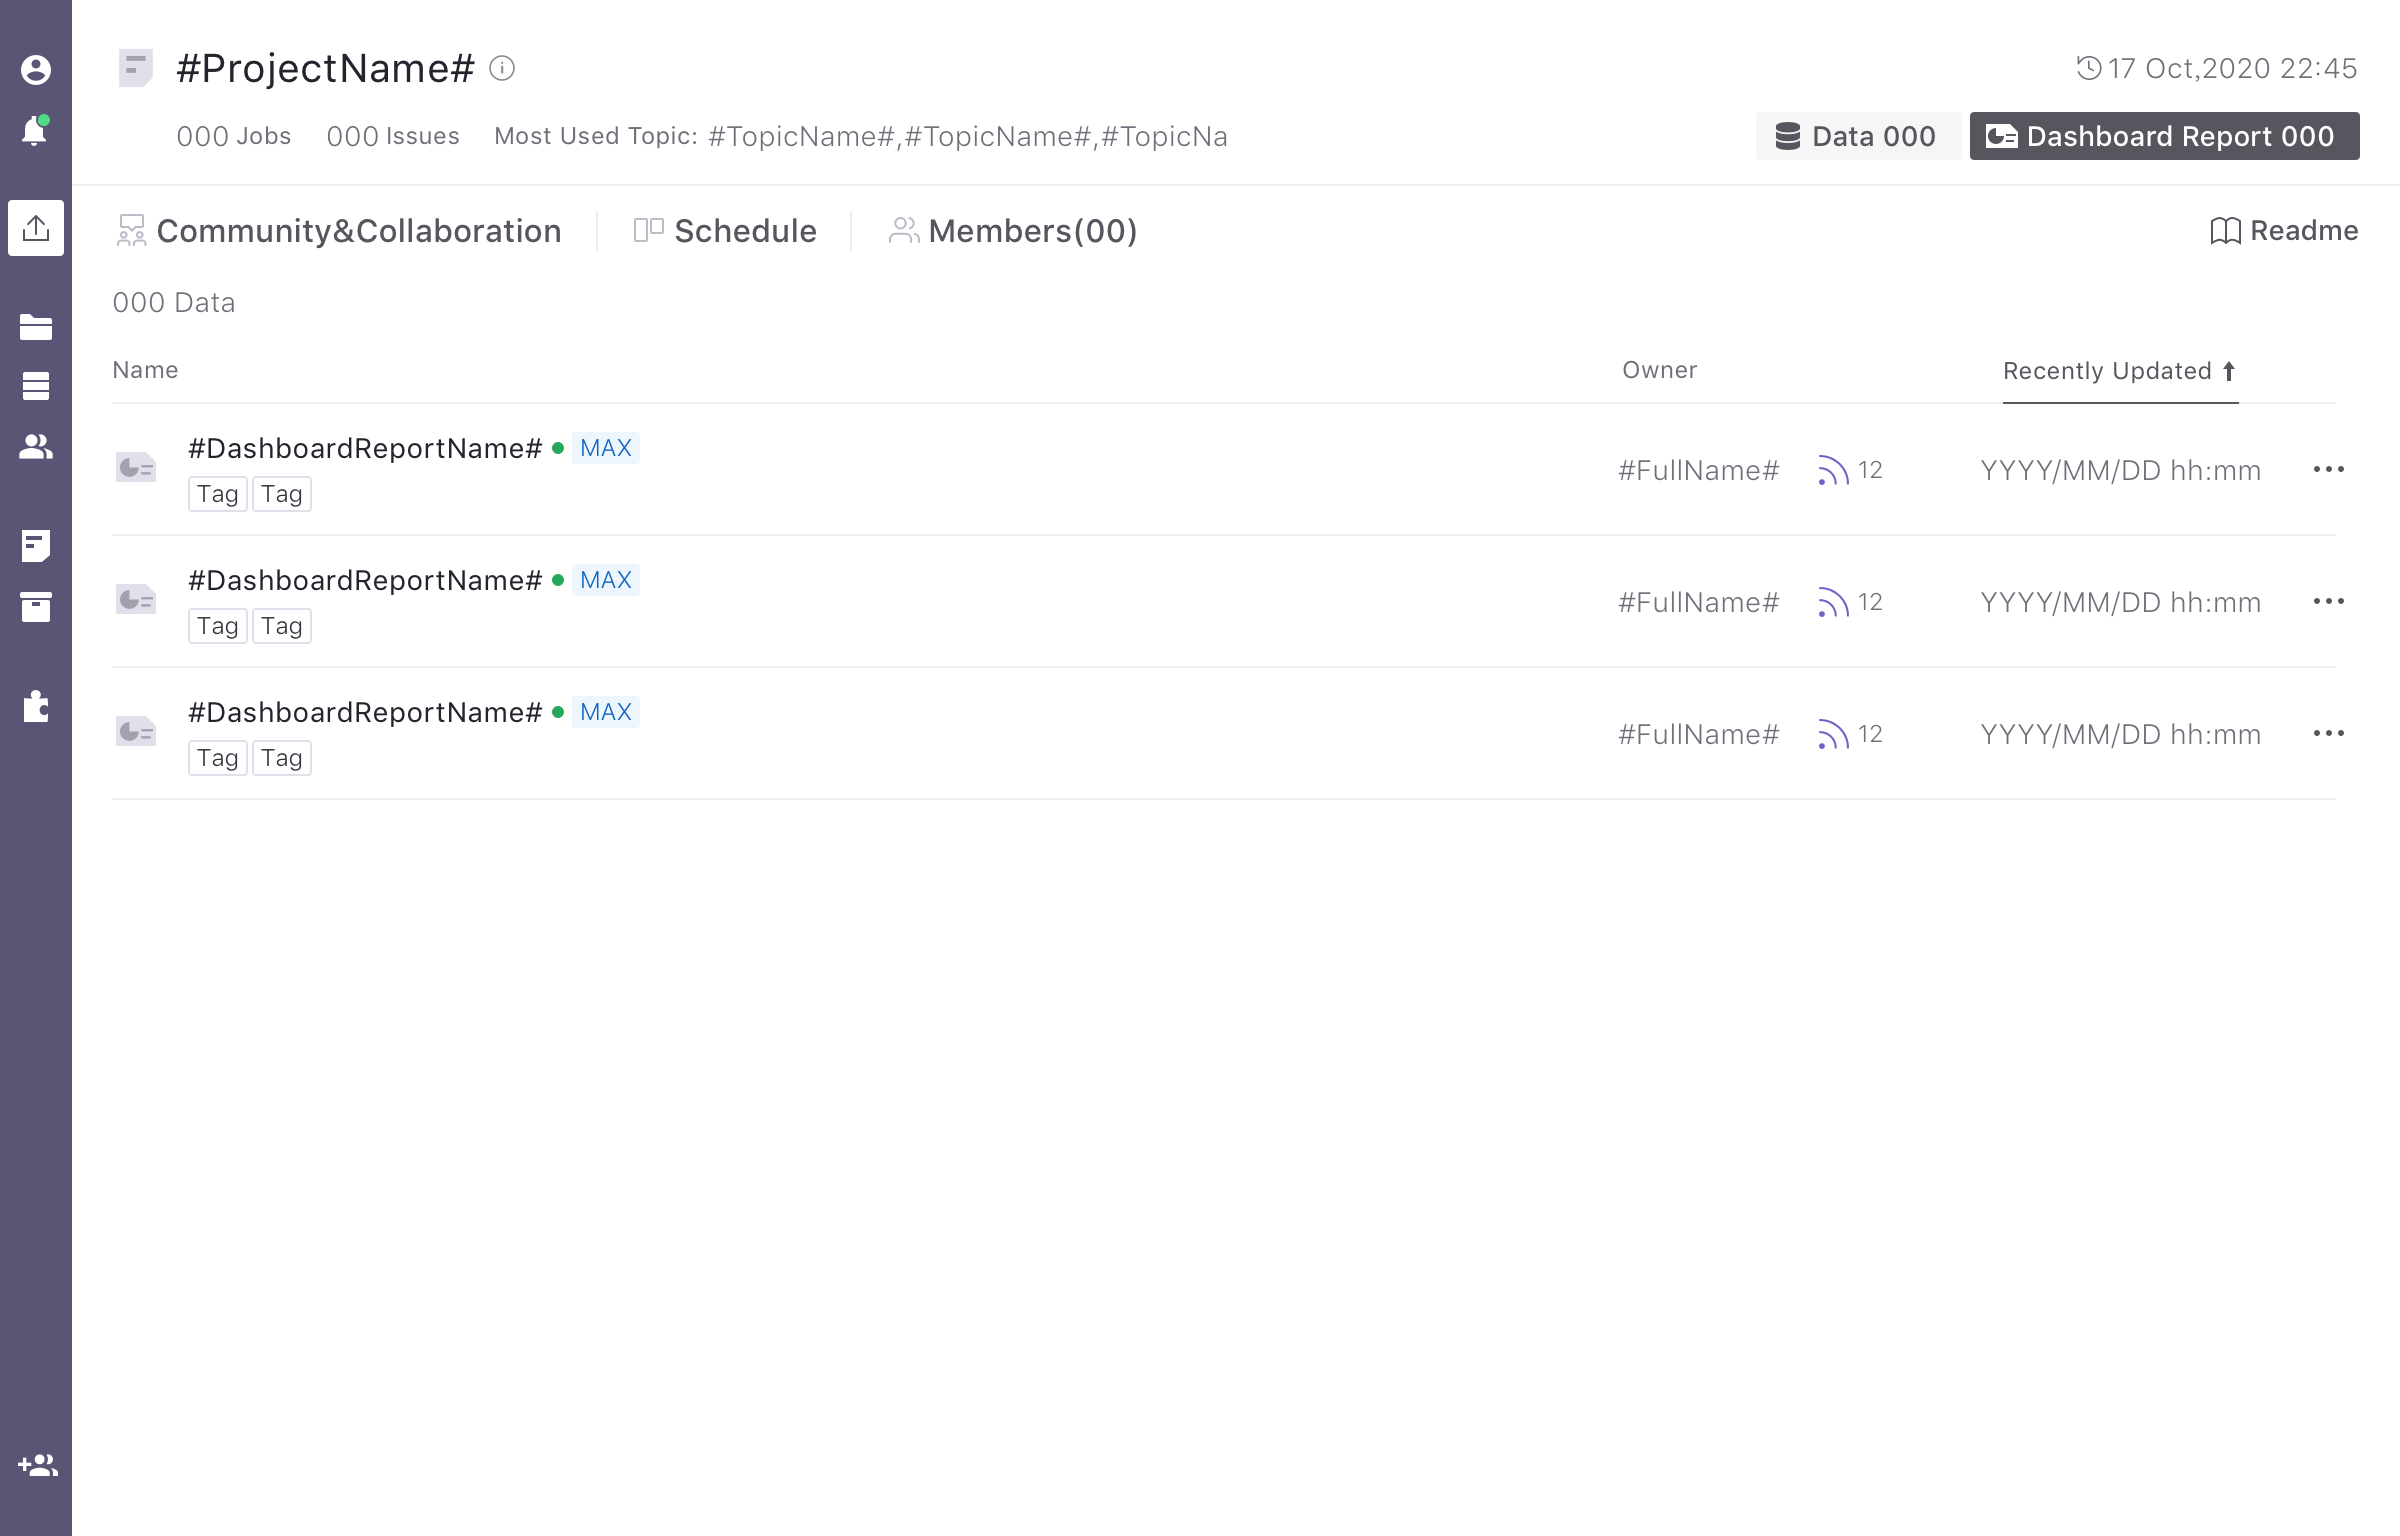 #ProjectName#
17 Oct,2020 22:45
000 Jobs 000 Issues Most Used Topic: #TopicName#,#TopicName#,#TopicNa
Data 000 Dashboard Report 000
Community&Collaboration Schedule Members(00) Readme
000 Data
Name Owner Recently Updated
#DashboardReportName# MAX
Tag Tag
#FullName# 12 YYYY/MM/DD hh:mm
#DashboardReportName# MAX
Tag Tag
#FullName# 12 YYYY/MM/DD hh:mm
#DashboardReportName# MAX
Tag Tag
#FullName# 12 YYYY/MM/DD hh:mm